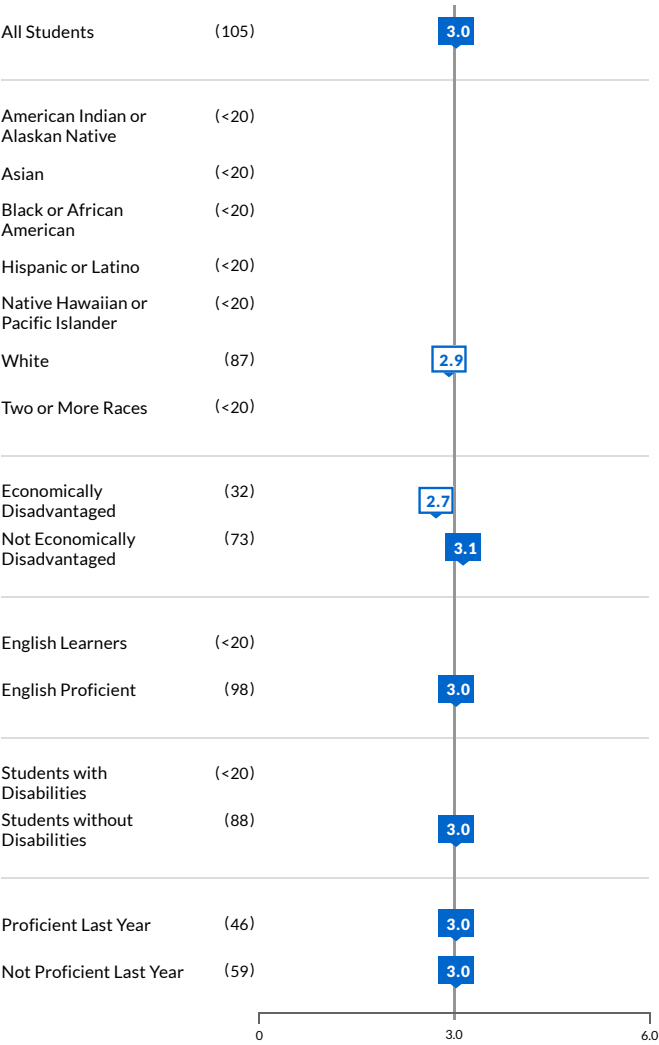 All Students (105) 3.0
American Indian or (<20)
Alaskan Native
Asian (<20)
Black or African (<20)
American
Hispanic or Latino (<20)
Native Hawaiian or (<20)
Pacific Islander
White (87) 2.9
Two or More Races (<20)
Economically (32) 2.7
Disadvantaged
Not Economically (73) 3.1
Disadvantaged
English Learners (<20)
English Proficient (98) 3.0
Students with (<20)
Disabilities
Students without (88) 3.0
Disabilities
Proficient Last Year (46) 3.0
Not Proficient Last Year (59) 3.0
0 3.0 6.0